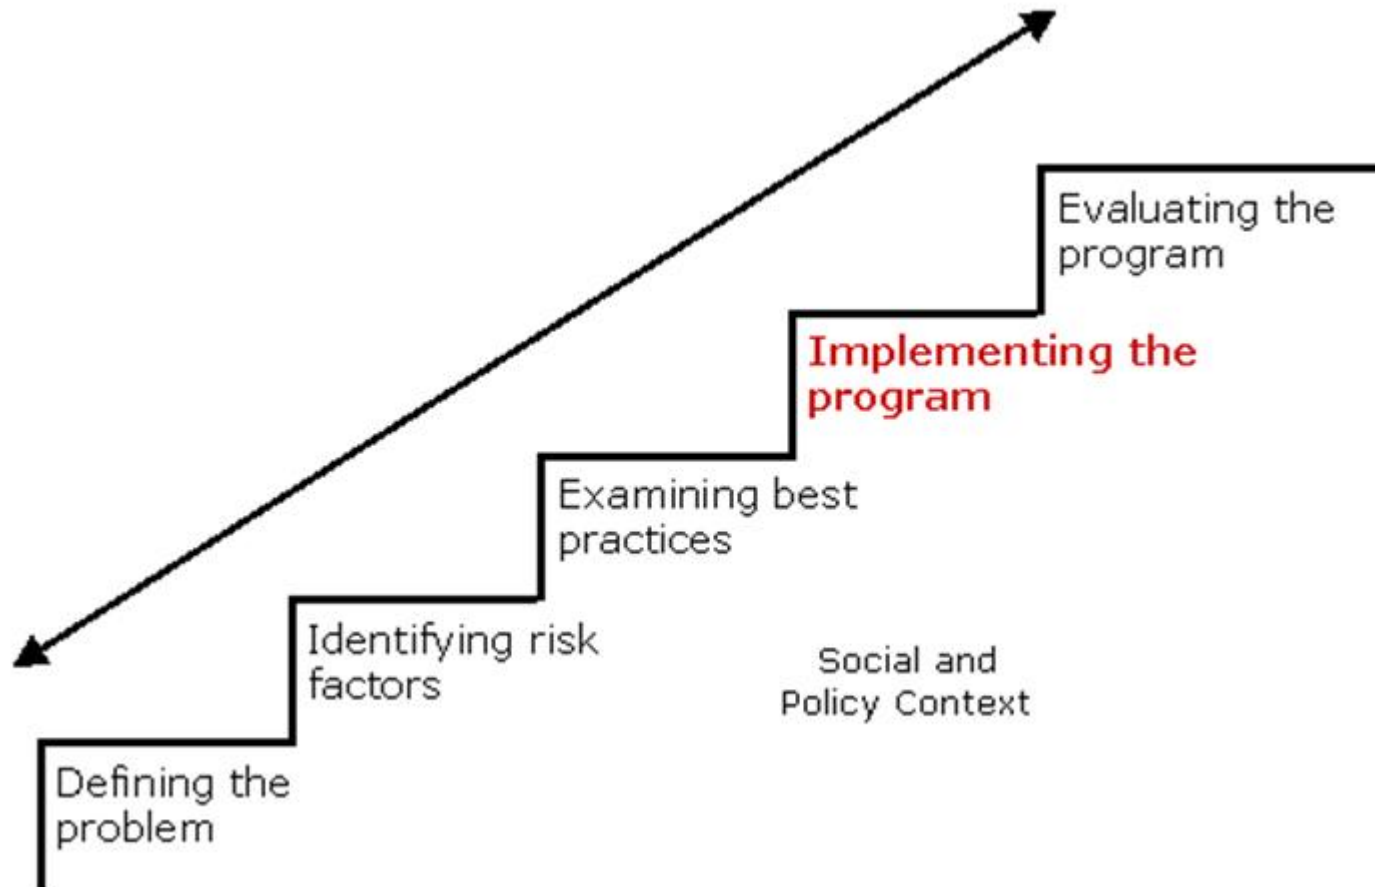 Evaluating the
program
Implementing the
program
Examining best
practices
Identifying risk
factors
Social and
Policy Context
Defining the
problem